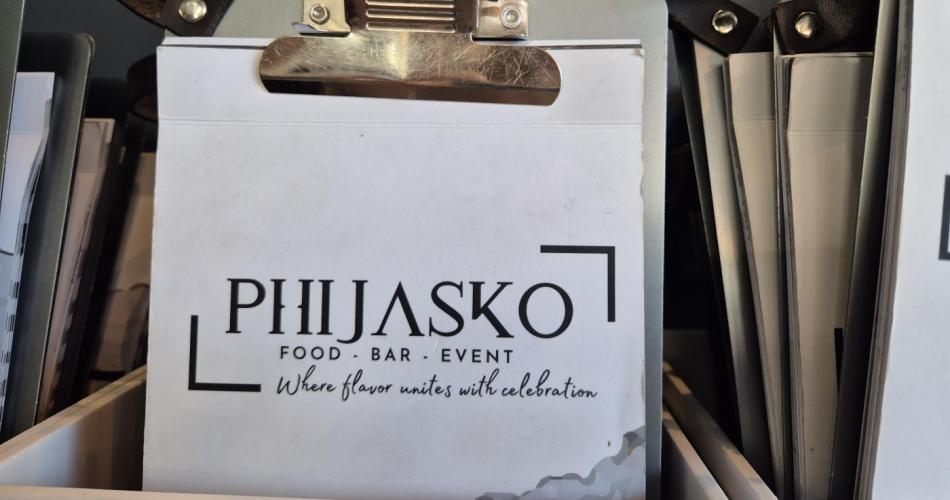 PHIJASKO
FOOD - BAR - EVENT
Where flavor unites with celebration